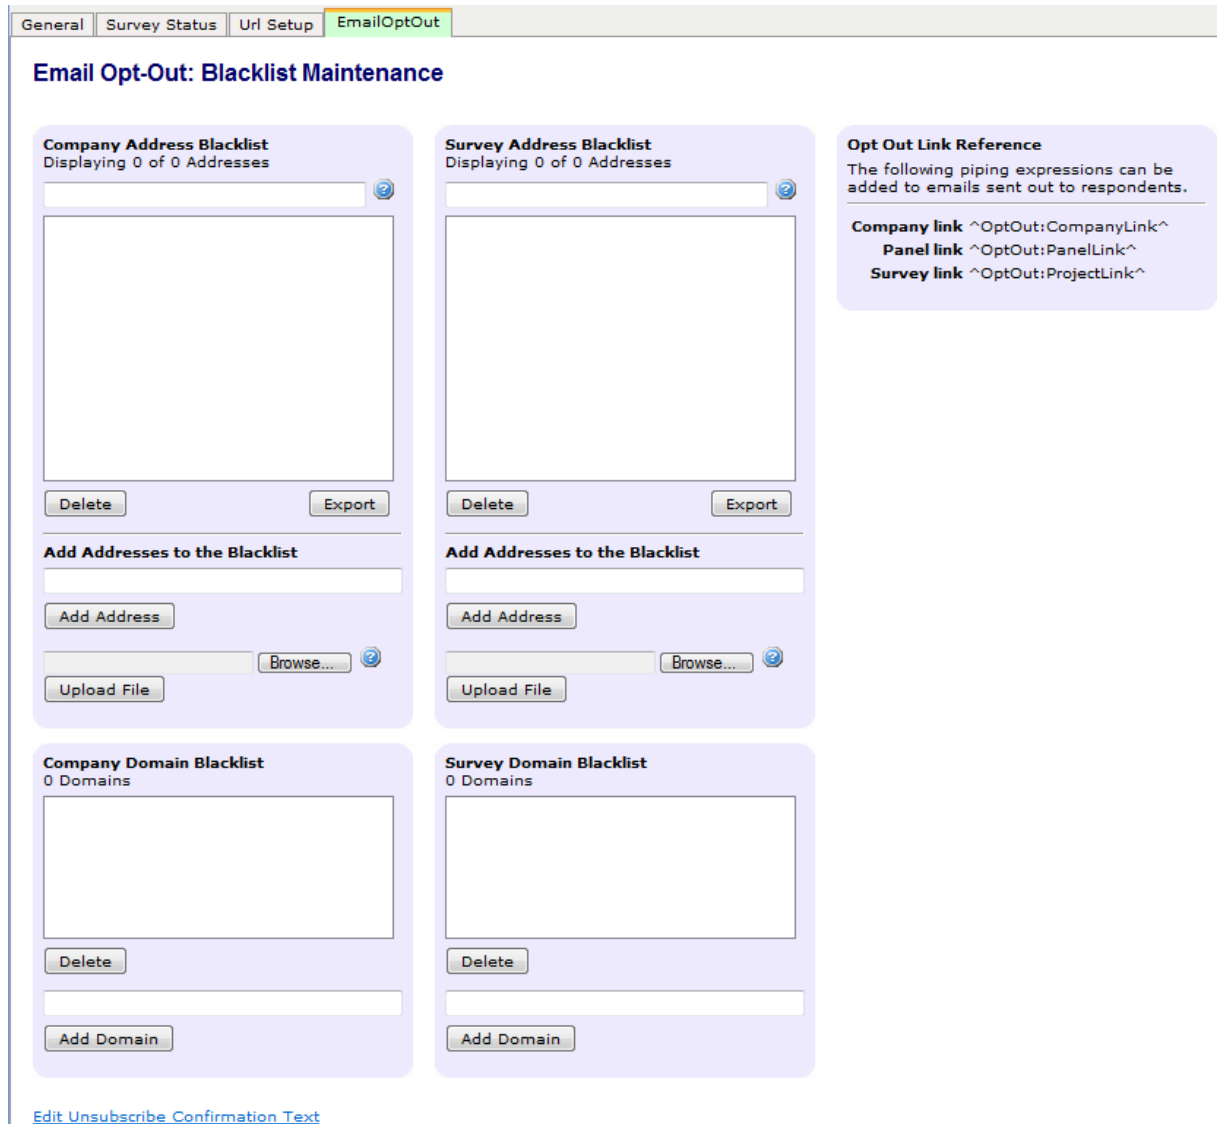 General
Survey Status
Url Setup
EmailOptOut
Email Opt-Out: Blacklist Maintenance
Company Address Blacklist
Displaying 0 of 0 Addresses
Delete
Export
Add Addresses to the Blacklist
Add Address
Browse...
Upload File
Survey Address Blacklist
Displaying 0 of 0 Addresses
Delete
Export
Add Addresses to the Blacklist
Add Address
Browse...
Upload File
Opt Out Link Reference
The following piping expressions can be
added to emails sent out to respondents.
Company link ^OptOut:CompanyLink^
Panel link ^OptOut:PanelLink^
Survey link ^OptOut:ProjectLink^
Company Domain Blacklist
0 Domains
Delete
Add Domain
Survey Domain Blacklist
0 Domains
Delete
Add Domain
Edit Unsubscribe Confirmation Text